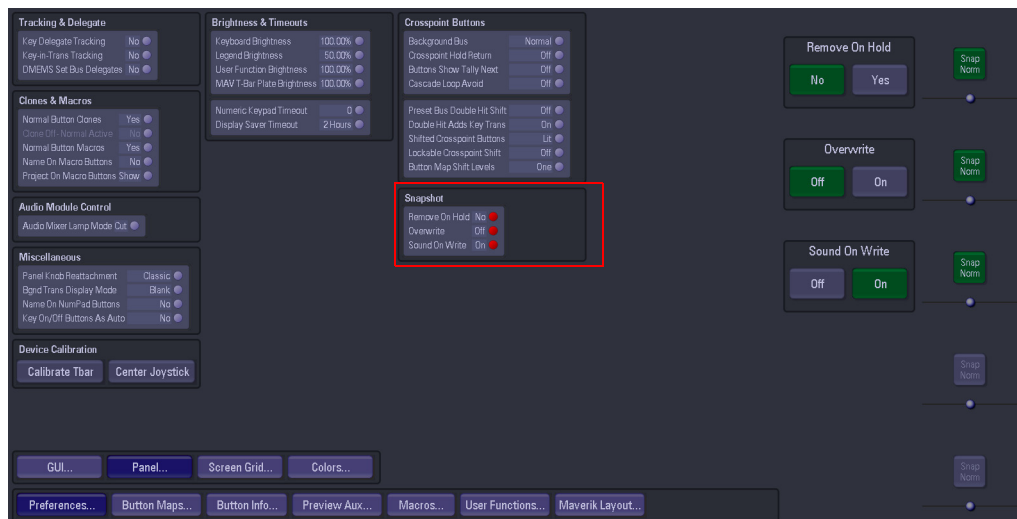 Tracking & Delegate
Key Delegate Tracking No
Key-in-Trans Tracking No
DMEMS Set Bus Delegates No
Clones & Macros
Normal Button Clones Yes
Clone Off - Normal Active No
Normal Button Macros Yes
Name On Macro Buttons No
Project On Macro Buttons Show
Audio Module Control
Audio Mixer Lamp Mode Cut
Miscellaneous
Panel Knob Reattachment Classic
Bgnd Trans Display Mode Blank
Name On NumPad Buttons No
Key On/Off Buttons As Auto No
Device Calibration
Calibrate Tbar Center Joystick
Brightness & Timeouts
Keyboard Brightness 100.00%
Legend Brightness 50.00%
User Function Brightness 100.00%
MAV T-Bar Plate Brightness 100.00%
Numeric Keypad Timeout 0
Display Saver Timeout 2 Hours
Crosspoint Buttons
Background Bus Normal
Crosspoint Hold Return Off
Buttons Show Tally Next Off
Cascade Loop Avoid Off
Preset Bus Double Hit Shift Off
Double Hit Adds Key Trans On
Shifted Crosspoint Buttons Lit
Lockable Crosspoint Shift Off
Button Map Shift Levels One
Snapshot
Remove On Hold No
Overwrite Off
Sound On Write On
Remove On Hold
No Yes
Snap
Norm
Overwrite
Off On
Snap
Norm
Sound On Write
Off On
Snap
Norm
Snap
Norm
Snap
Norm
GUI... Panel... Screen Grid... Colors...
Preferences... Button Maps... Button Info... Preview Aux... Macros... User Functions... Maverik Layout...